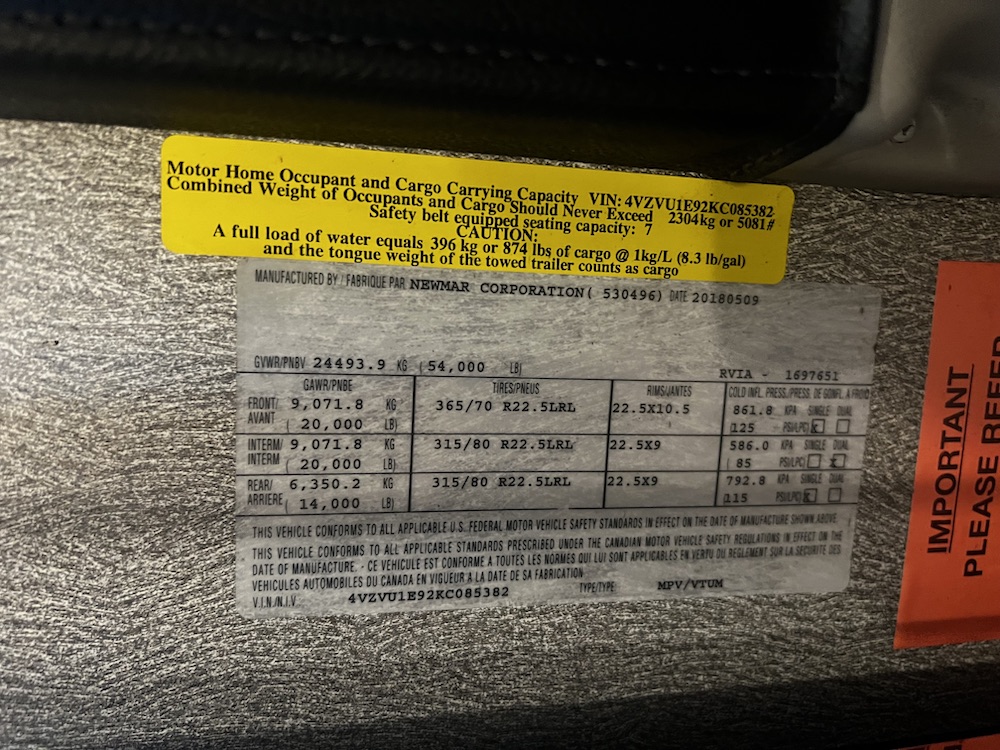 Motor Home Occupant and Cargo Carrying Capacity VIN: 4VZVU1E92KC085382
Combined Weight of Occupants and Cargo Should Never Exceed 2304kg or 5081#
Safety belt equipped seating capacity: 7
CAUTION:
A full load of water equals 396 kg or 874 lbs of cargo @ 1kg/L (8.3 lb/gal)
and the tongue weight of the towed trailer counts as cargo
MANUFACTURED BY / FABRIQUE PAR NEWMAR CORPORATION( 530496) DATE 20180509
GVWR/PNBV 24493.9 KG ( 54,000 LB)
RVIA - 1697651
GAWR/PNBE TIRES/PNEUS RIMS/JANTES COLD INFL. PRESS./PRESS. DE GONFL. A FROID
FRONT/ 9,071.8 KG 365/70 R22.5LRL 22.5X10.5 861.8 KPA SINGLE DUAL
AVANT ( 20,000 LB) (125 PSI/LPC) X
INTERM/ 9,071.8 KG 315/80 R22.5LRL 22.5X9 586.0 KPA SINGLE DUAL
INTERM ( 20,000 LB) ( 85 PSI/LPC) X
REAR/ 6,350.2 KG 315/80 R22.5LRL 22.5X9 792.8 KPA SINGLE DUAL
ARRIERE ( 14,000 LB) (115 PSI/LPC) X
THIS VEHICLE CONFORMS TO ALL APPLICABLE U.S. FEDERAL MOTOR VEHICLE SAFETY STANDARDS IN EFFECT ON THE DATE OF MANUFACTURE SHOWN ABOVE
THIS VEHICLE CONFORMS TO ALL APPLICABLE STANDARDS PRESCRIBED UNDER THE CANADIAN MOTOR VEHICLE SAFETY REGULATIONS IN EFFECT ON THE
DATE OF MANUFACTURE. - CE VEHICULE EST CONFORME A TOUTES LES NORMES QUI LUI SONT APPLICABLES EN VERTU DU REGLEMENT SUR LA SECURITE DES
VEHICULES AUTOMOBILES DU CANADA EN VIGUEUR A LA DATE DE SA FABRICATION
V.I.N./N.I.V. 4VZVU1E92KC085382 TYPE/TYPE MPV/VTUM
IMPORTANT
PLEASE REFER